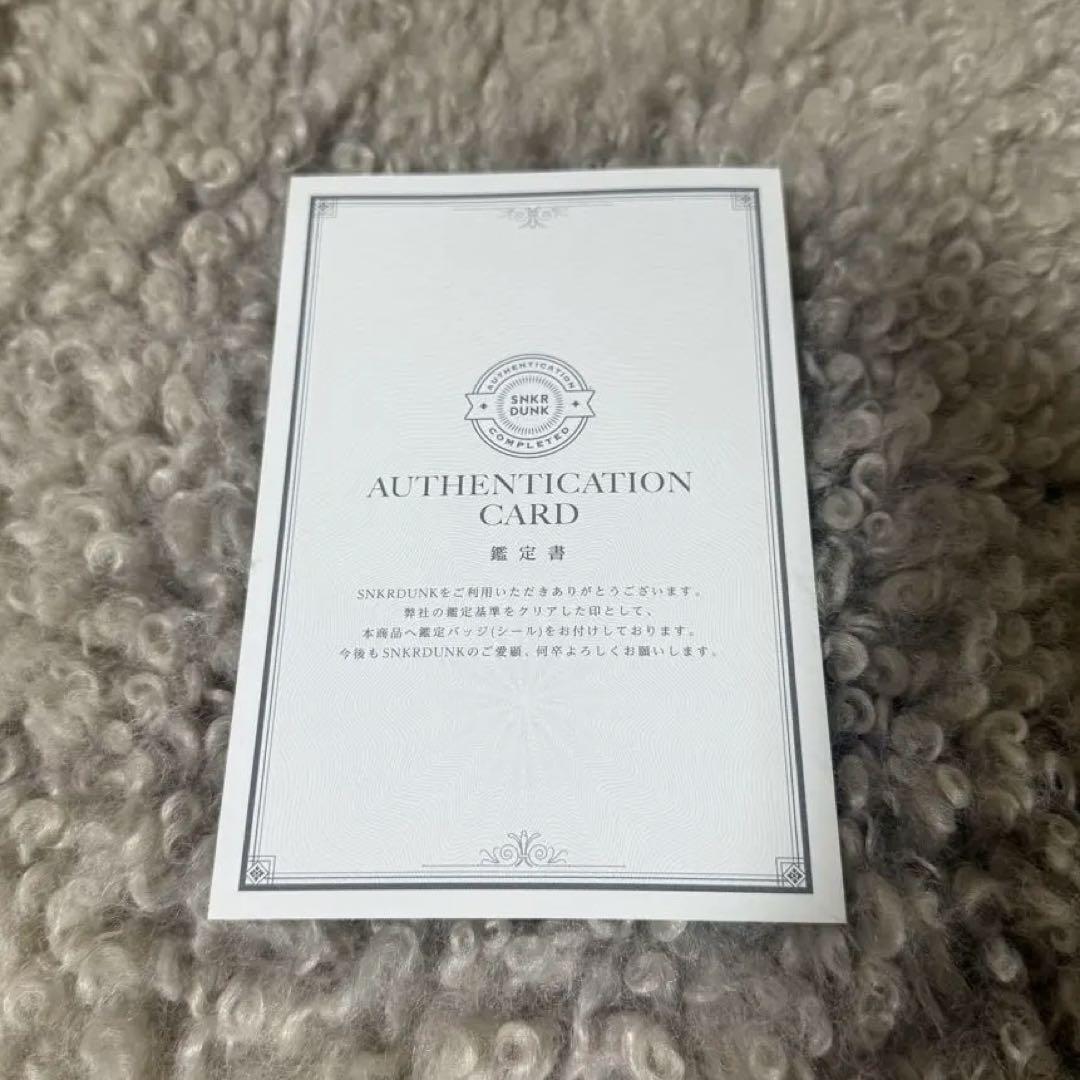 AUTHENTICATION
SNKR
DUNK
COMPLETED
AUTHENTICATION
CARD
鑑定書
SNKRDUNKをご利用いただきありがとうございます。
弊社の鑑定基準をクリアした印として、
本商品へ鑑定バッジ(シール)をお付けしております。
今後もSNKRDUNKのご愛顧、何卒よろしくお願いします。